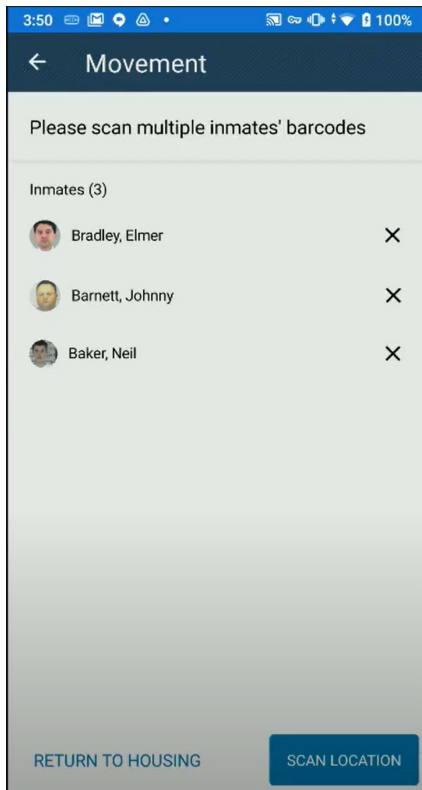 3:50 100%
Movement
Please scan multiple inmates' barcodes
Inmates (3)
Bradley, Elmer
Barnett, Johnny
Baker, Neil
RETURN TO HOUSING SCAN LOCATION